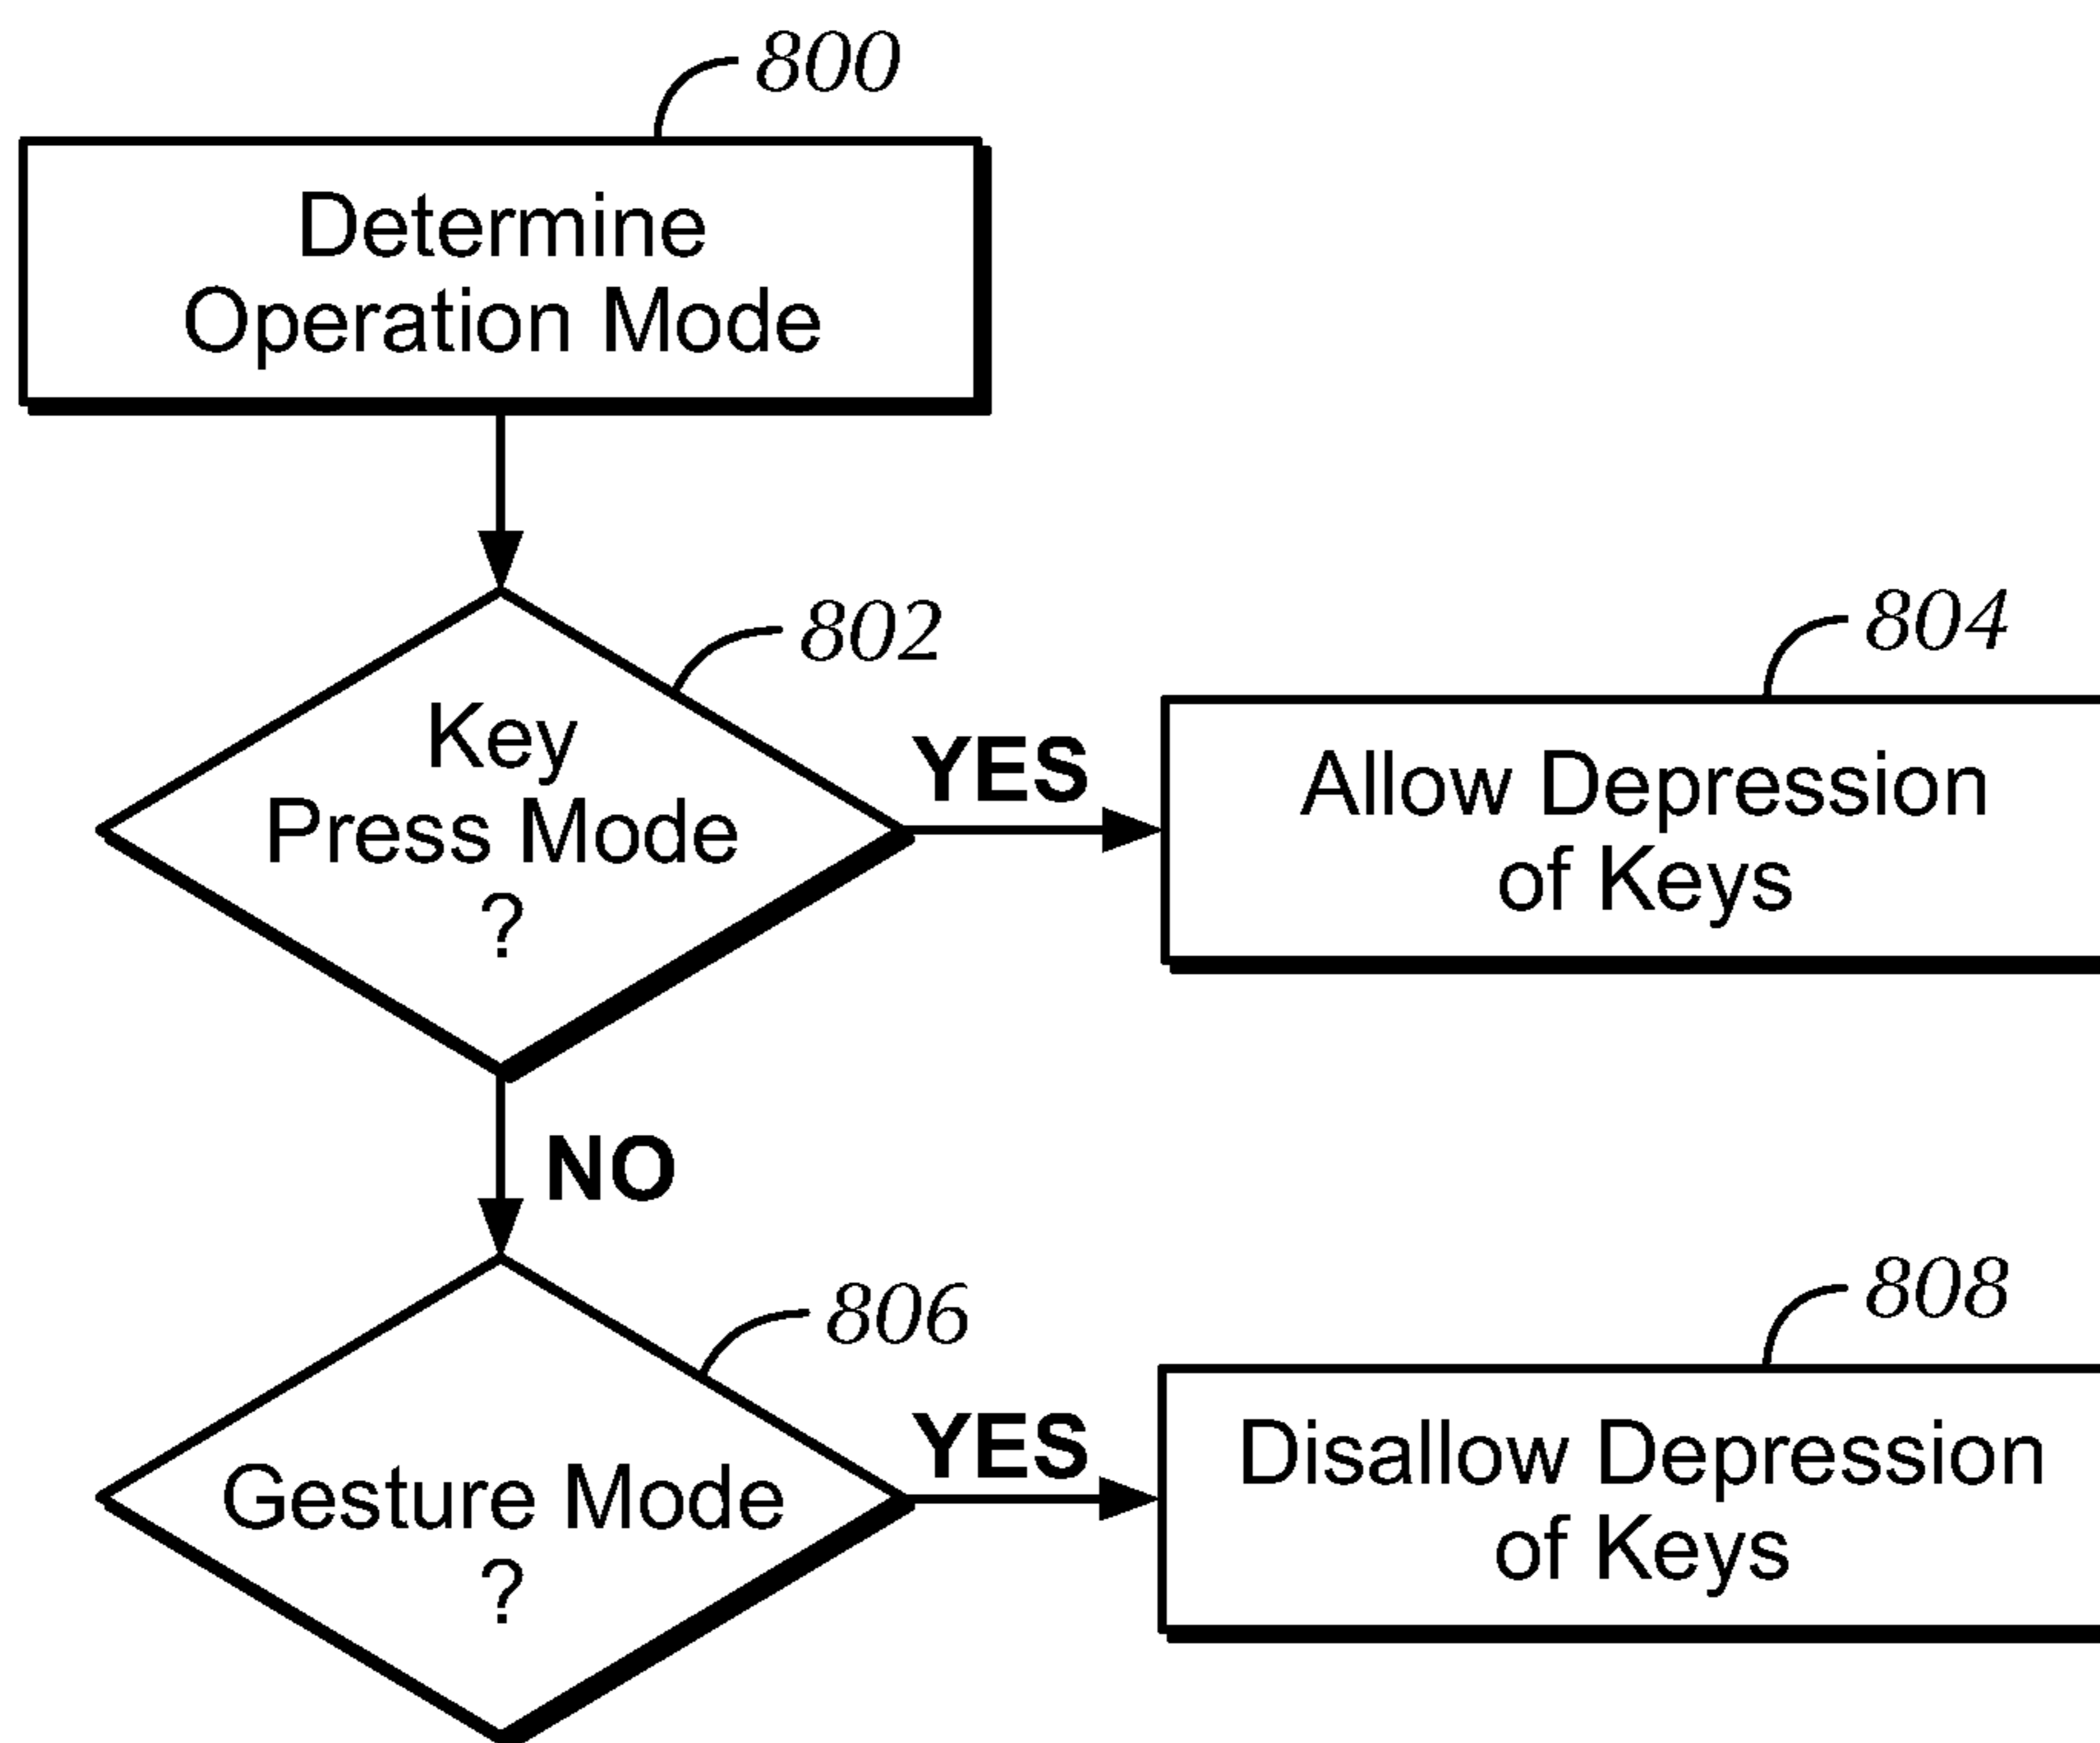 800
Determine
Operation Mode
802
Key
Press Mode
?
YES
804
Allow Depression
of Keys
NO
806
Gesture Mode
?
YES
808
Disallow Depression
of Keys